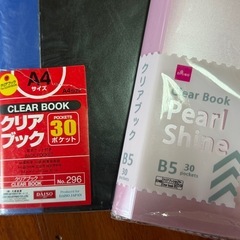 A4
サイズ
CLEAR BOOK
クリア
ブック
POCKETS
30
ポケット
クリアブック
CLEAR BOOK
No. 296
DAISO
クリアブック
Clear Book
Pearl
Shine
B5
30
pockets